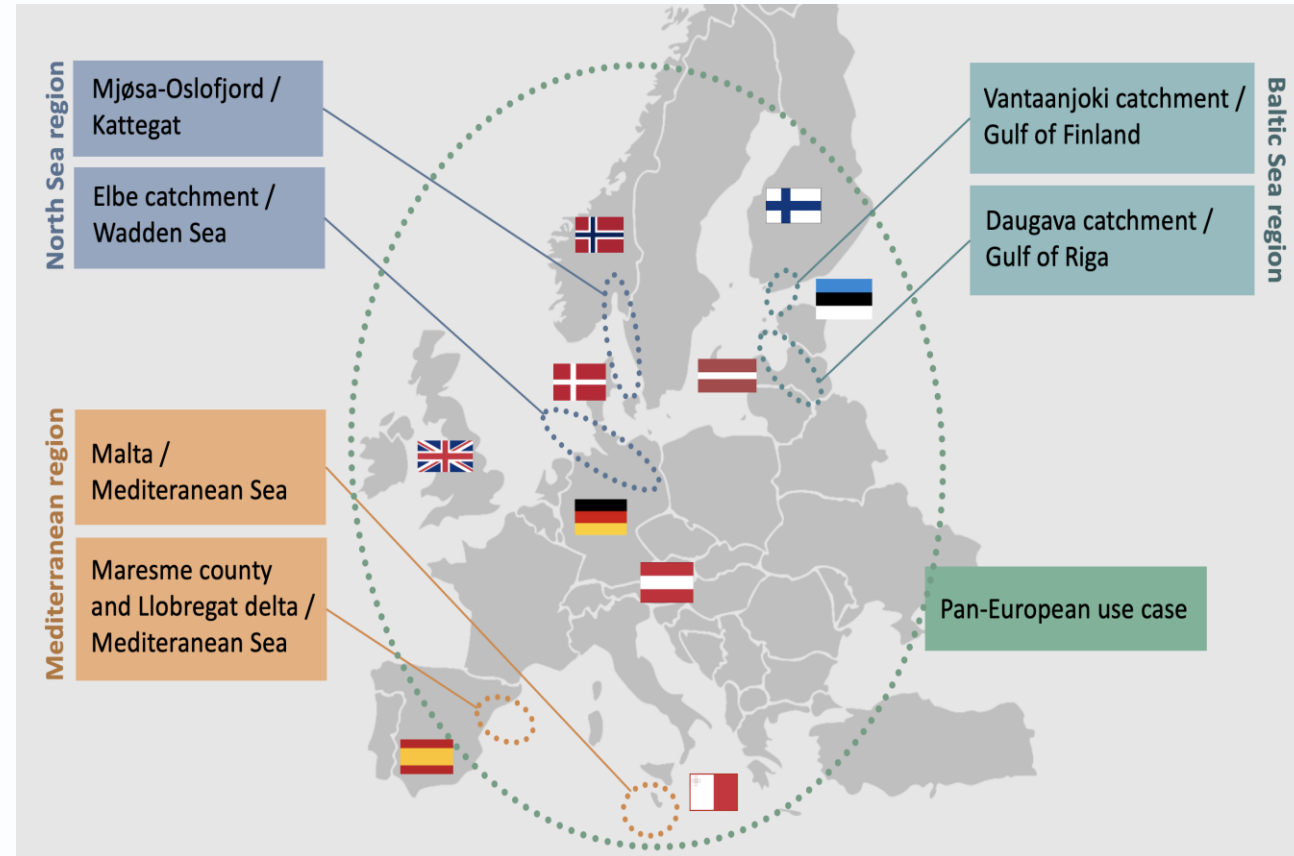 North Sea region
Mjøsa-Oslofjord /
Kattegat
Elbe catchment /
Wadden Sea
Mediterranean region
Malta /
Mediteranean Sea
Maresme county
and Llobregat delta /
Mediteranean Sea
Baltic Sea region
Vantaanjoki catchment /
Gulf of Finland
Daugava catchment /
Gulf of Riga
Pan-European use case